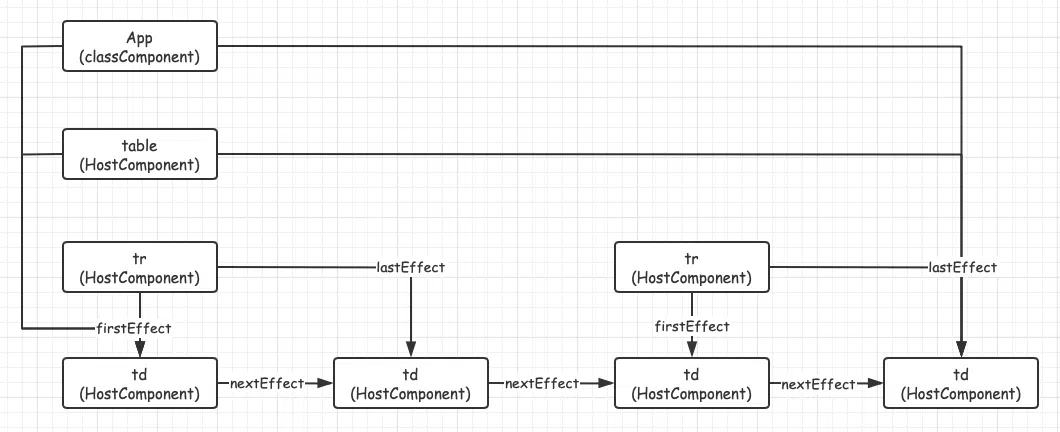 App
(classComponent)
table
(HostComponent)
tr
(HostComponent)
lastEffect
tr
(HostComponent)
lastEffect
firstEffect
firstEffect
td
(HostComponent)
nextEffect
td
(HostComponent)
nextEffect
td
(HostComponent)
nextEffect
td
(HostComponent)